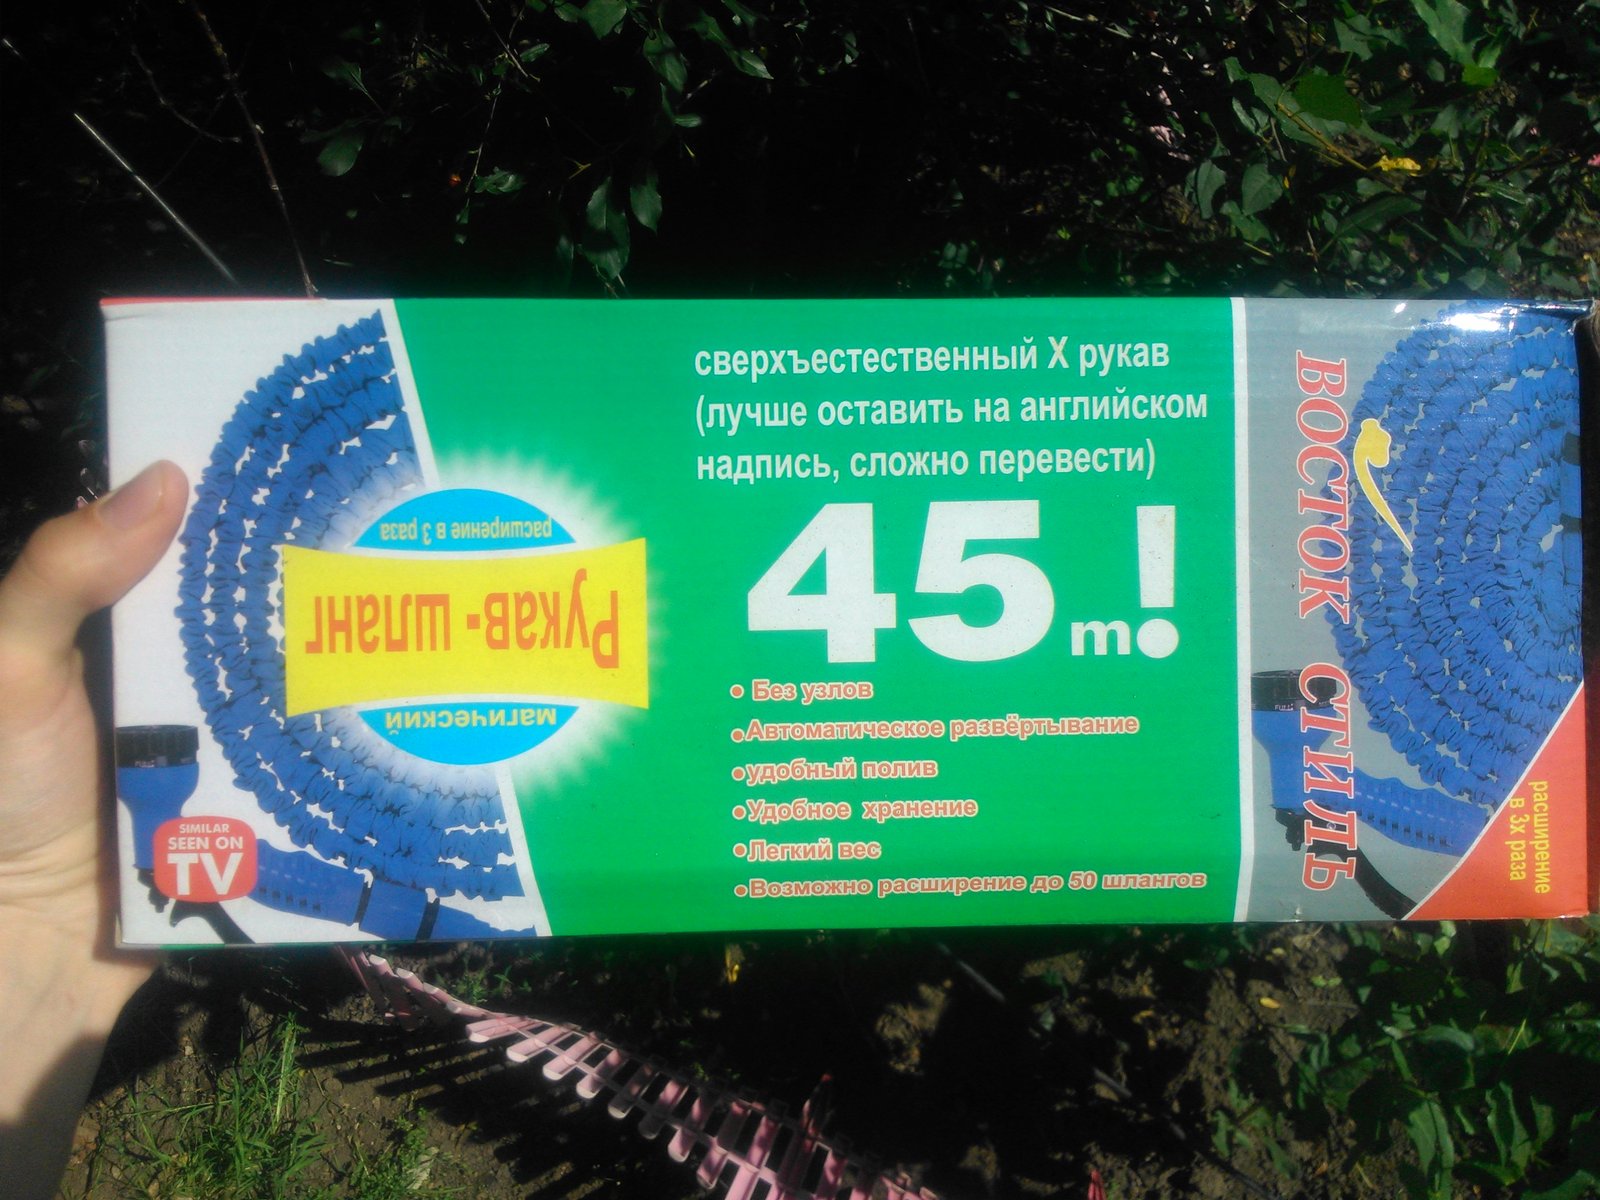 сверхъестественный X рукав
(лучше оставить на английском
надпись, сложно перевести)
45m!
• Без узлов
•Автоматическое развёртывание
•удобный полив
•Удобное хранение
•Легкий вес
•Возможно расширение до 50 шлангов
магический
Рукав- шланг
расширение в 3 раза
SIMILAR
SEEN ON
TV
ВОСТОК СТИЛЬ
расширение
в 3х раза
FULL